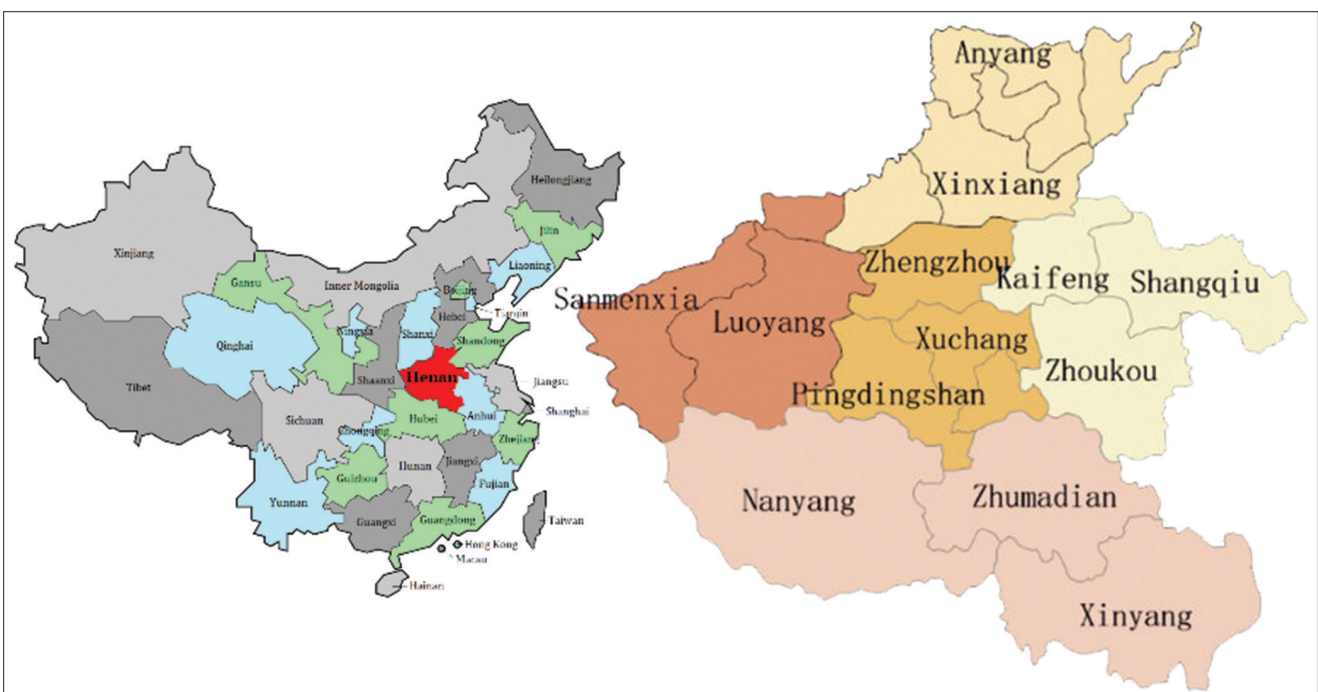 Heilongjiang
Jilin
Xinjiang
Liaoning
Gansu
Inner Mongolia
Beijing
Tianjin
Hebei
Ningxia
Shanxi
Shandong
Qinghai
Henan
Shaanxi
Jiangsu
Tibet
Shanghai
Anhui
Hubei
Sichuan
Chongqing
Zhejian
Hunan
Jiangxi
Guizhou
Fujian
Yunnan
Guangxi
Guangdong
Taiwan
Hong Kong
Macau
Hainan
Anyang
Xinxiang
Zhengzhou
Kaifeng
Shangqiu
Sanmenxia
Luoyang
Xuchang
Zhoukou
Pingdingshan
Nanyang
Zhumadian
Xinyang